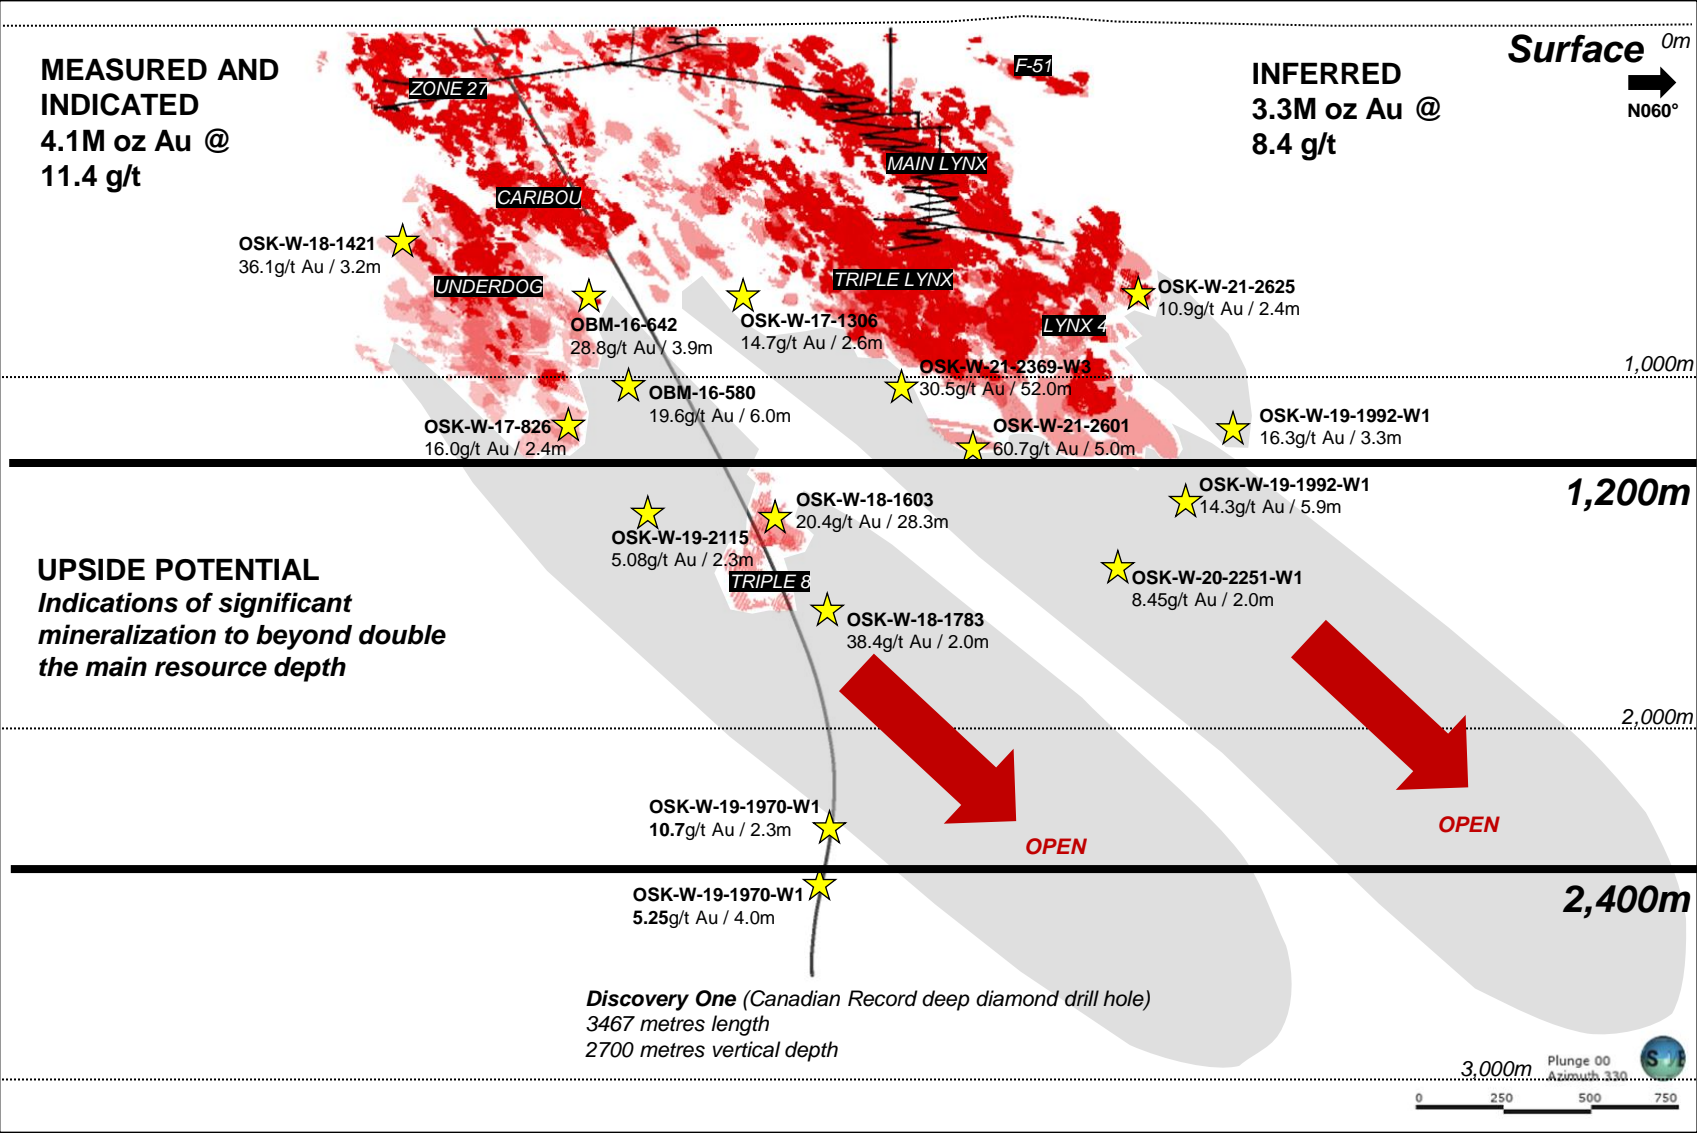 Surface 0m
MEASURED AND
INDICATED
4.1M oz Au @
11.4 g/t
INFERRED
3.3M oz Au @
8.4 g/t
N060°
F-51
ZONE 27
MAIN LYNX
CARIBOU
OSK-W-18-1421
36.1g/t Au / 3.2m
UNDERDOG
TRIPLE LYNX
OSK-W-21-2625
10.9g/t Au / 2.4m
OBM-16-642
28.8g/t Au / 3.9m
OSK-W-17-1306
14.7g/t Au / 2.6m
LYNX 4
1,000m
OSK-W-21-2369-W3
30.5g/t Au / 52.0m
OBM-16-580
19.6g/t Au / 6.0m
OSK-W-17-826
16.0g/t Au / 2.4m
OSK-W-21-2601
60.7g/t Au / 5.0m
OSK-W-19-1992-W1
16.3g/t Au / 3.3m
1,200m
OSK-W-19-1992-W1
14.3g/t Au / 5.9m
OSK-W-18-1603
20.4g/t Au / 28.3m
OSK-W-19-2115
5.08g/t Au / 2.3m
TRIPLE 8
OSK-W-20-2251-W1
8.45g/t Au / 2.0m
UPSIDE POTENTIAL
Indications of significant
mineralization to beyond double
the main resource depth
OSK-W-18-1783
38.4g/t Au / 2.0m
2,000m
OSK-W-19-1970-W1
10.7g/t Au / 2.3m
OPEN
OPEN
2,400m
OSK-W-19-1970-W1
5.25g/t Au / 4.0m
Discovery One (Canadian Record deep diamond drill hole)
3467 metres length
2700 metres vertical depth
3,000m
Plunge 00
Azimuth 330
0 250 500 750